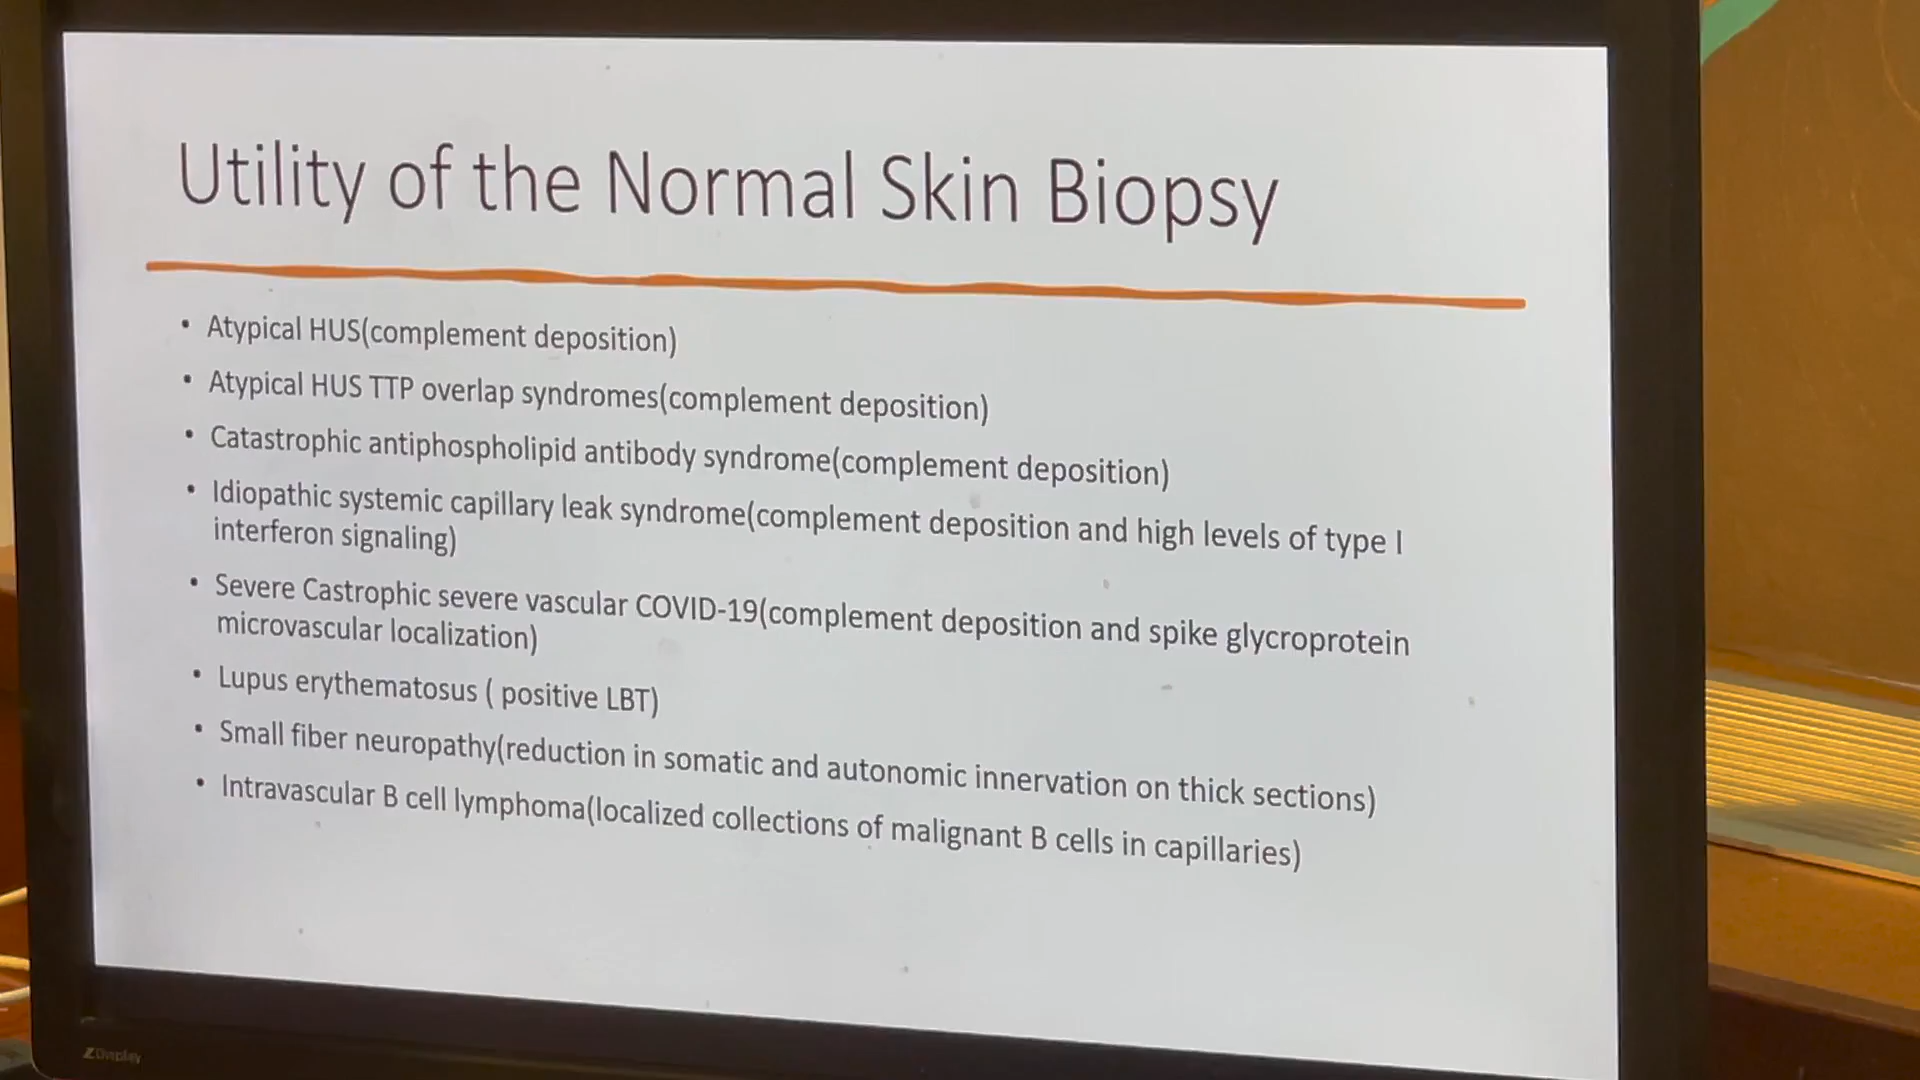 Utility of the Normal Skin Biopsy
• Atypical HUS(complement deposition)
• Atypical HUS TTP overlap syndromes(complement deposition)
• Catastrophic antiphospholipid antibody syndrome(complement deposition)
• Idiopathic systemic capillary leak syndrome(complement deposition and high levels of type I
interferon signaling)
• Severe Castrophic severe vascular COVID-19(complement deposition and spike glycroprotein
microvascular localization)
• Lupus erythematosus ( positive LBT)
• Small fiber neuropathy(reduction in somatic and autonomic innervation on thick sections)
• Intravascular B cell lymphoma(localized collections of malignant B cells in capillaries)
ZDisplay